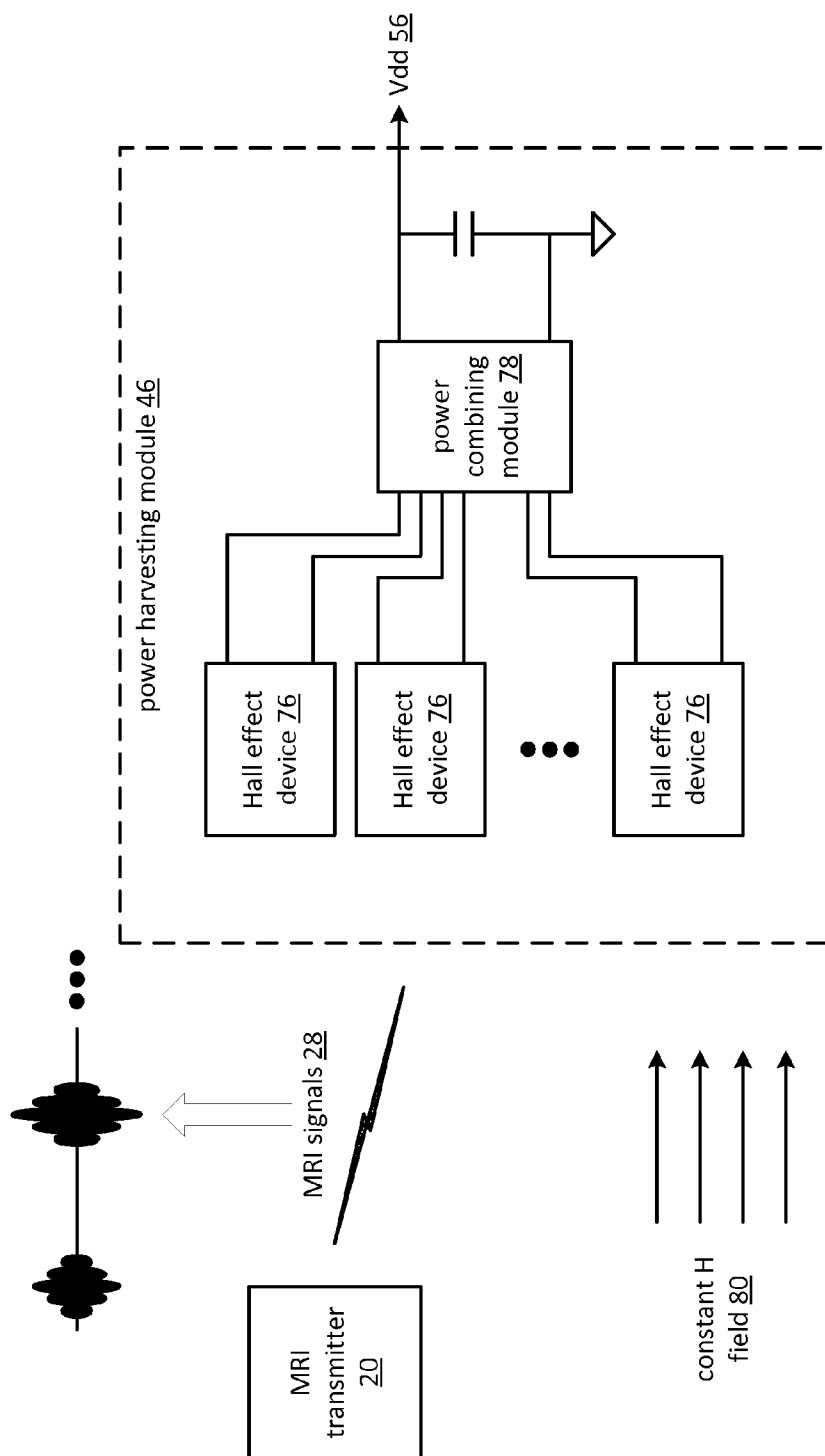 power harvesting module 46
MRI signals 28
MRI
transmitter
20
constant H
field 80
Hall effect
device 76
Hall effect
device 76
Hall effect
device 76
power
combining
module 78
Vdd 56